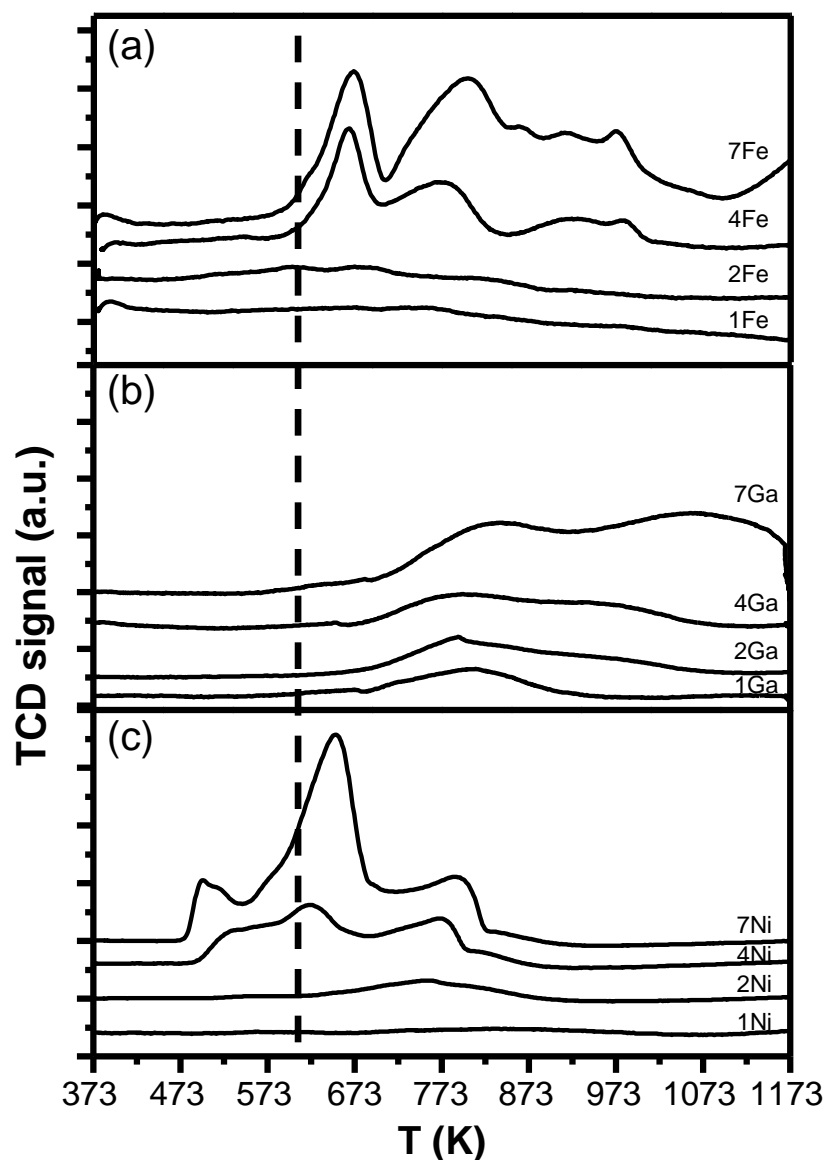 (a)
7Fe
4Fe
2Fe
1Fe
(b)
7Ga
4Ga
2Ga
1Ga
(c)
7Ni
4Ni
2Ni
1Ni
TCD signal (a.u.)
373 473 573 673 773 873 973 1073 1173
T (K)